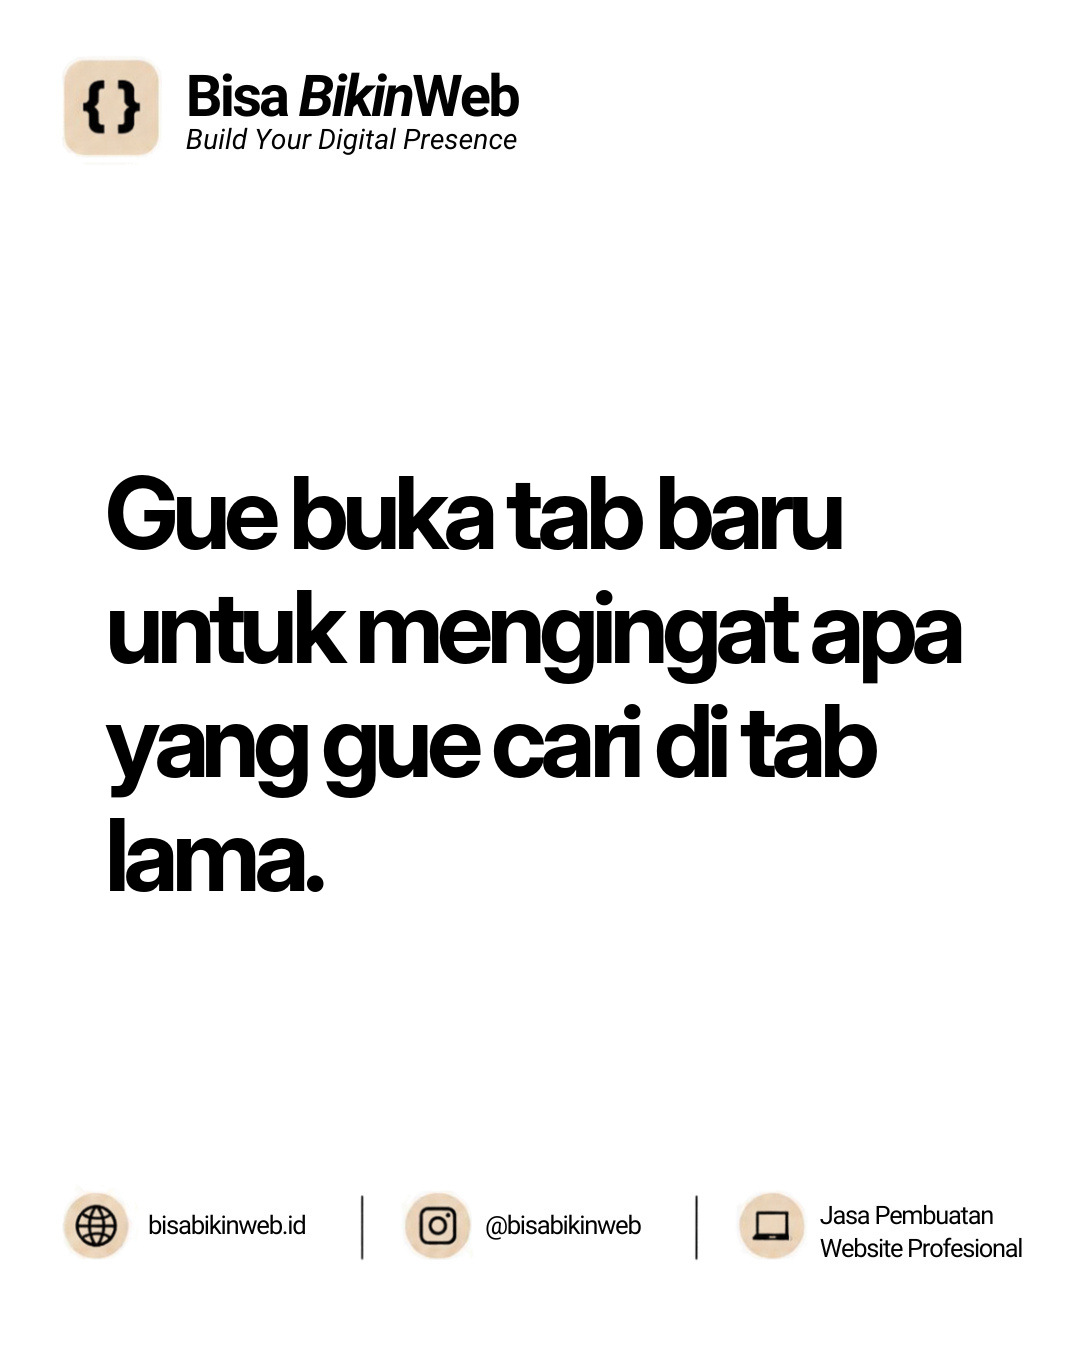 { }
Bisa BikinWeb
Build Your Digital Presence
Gue buka tab baru
untuk mengingat apa
yang gue cari di tab
lama.
bisabikinweb.id
@bisabikinweb
Jasa Pembuatan
Website Profesional